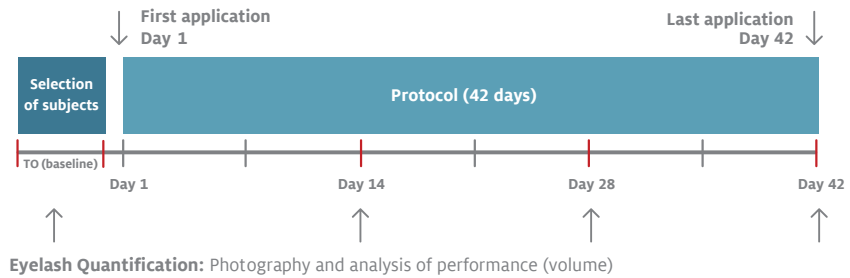 First application
Day 1
Last application
Day 42
Selection
of subjects
Protocol (42 days)
TO (baseline)
Day 1
Day 14
Day 28
Day 42
Eyelash Quantification: Photography and analysis of performance (volume)